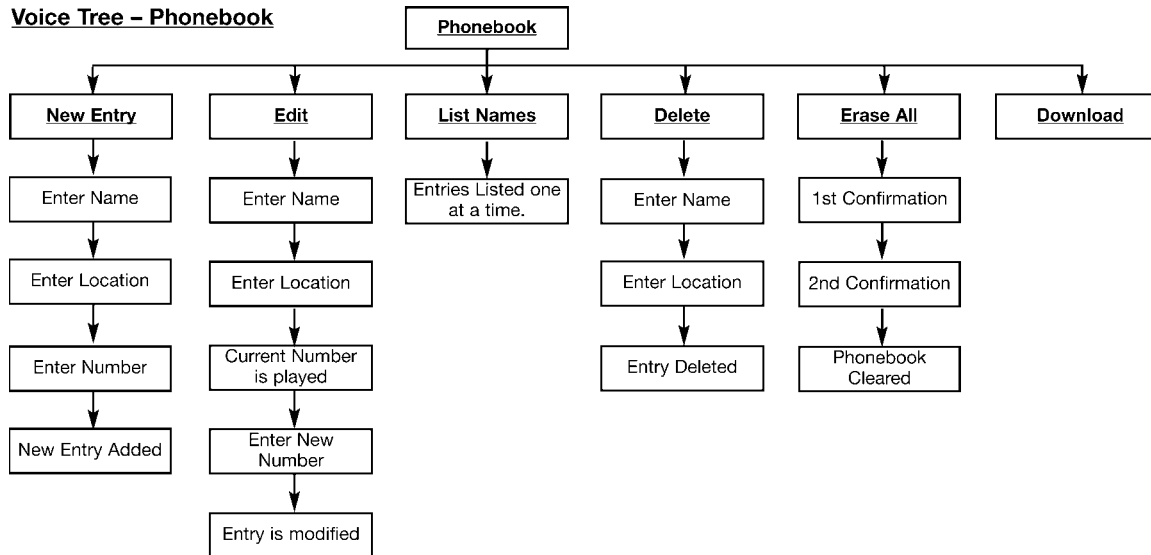 Voice Tree – Phonebook
Phonebook
New Entry
Edit
List Names
Delete
Erase All
Download
Enter Name
Enter Name
Entries Listed one
at a time.
Enter Name
1st Confirmation
Enter Location
Enter Location
Enter Location
2nd Confirmation
Enter Number
Current Number
is played
Entry Deleted
Phonebook
Cleared
New Entry Added
Enter New
Number
Entry is modified